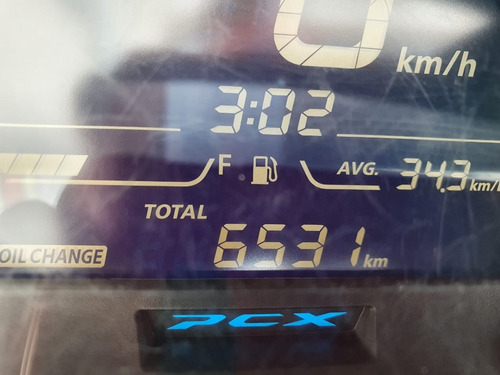 0 km/h
3:02
F AVG. 34.3 km/L
TOTAL 6531 km
OIL CHANGE
PCX